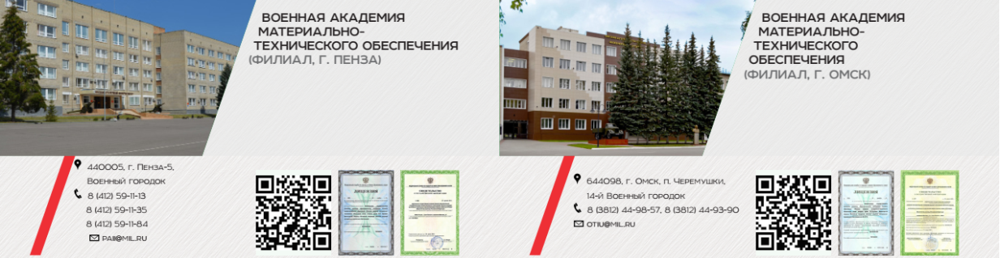 ВОЕННАЯ АКАДЕМИЯ
МАТЕРИАЛЬНО-
ТЕХНИЧЕСКОГО ОБЕСПЕЧЕНИЯ
(ФИЛИАЛ, Г. ПЕНЗА)
440005, г. Пенза-5,
Военный городок
8 (412) 59-11-13
8 (412) 59-11-35
8 (412) 59-11-84
PAII@MIL.RU
ЛИЦЕНЗИЯ
ВОЕННАЯ АКАДЕМИЯ
МАТЕРИАЛЬНО-
ТЕХНИЧЕСКОГО
ОБЕСПЕЧЕНИЯ
(ФИЛИАЛ, Г. ОМСК)
644098, г. Омск, п. Черемушки,
14-й Военный городок
8 (3812) 44-98-57, 8 (3812) 44-93-90
OTIU@MIL.RU
ЛИЦЕНЗИЯ